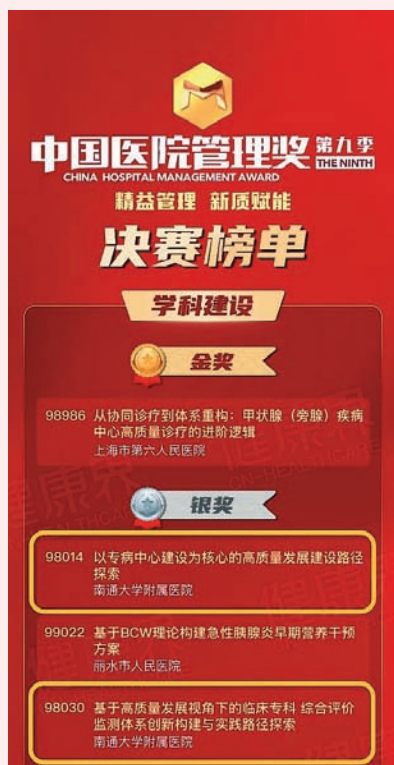 中国医院管理奖 第九季
THE NINTH
CHINA HOSPITAL MANAGEMENT AWARD
精益管理 新质赋能
决赛榜单
学科建设
金奖
98986 从协同诊疗到体系重构：甲状腺（旁腺）疾病
中心高质量诊疗的进阶逻辑
上海市第六人民医院
银奖
98014 以专病中心建设为核心的高质量发展建设路径
探索
南通大学附属医院
99022 基于BCW理论构建急性胰腺炎早期营养干预
方案
丽水市人民医院
98030 基于高质量发展视角下的临床专科 综合评价
监测体系创新构建与实践路径探索
南通大学附属医院